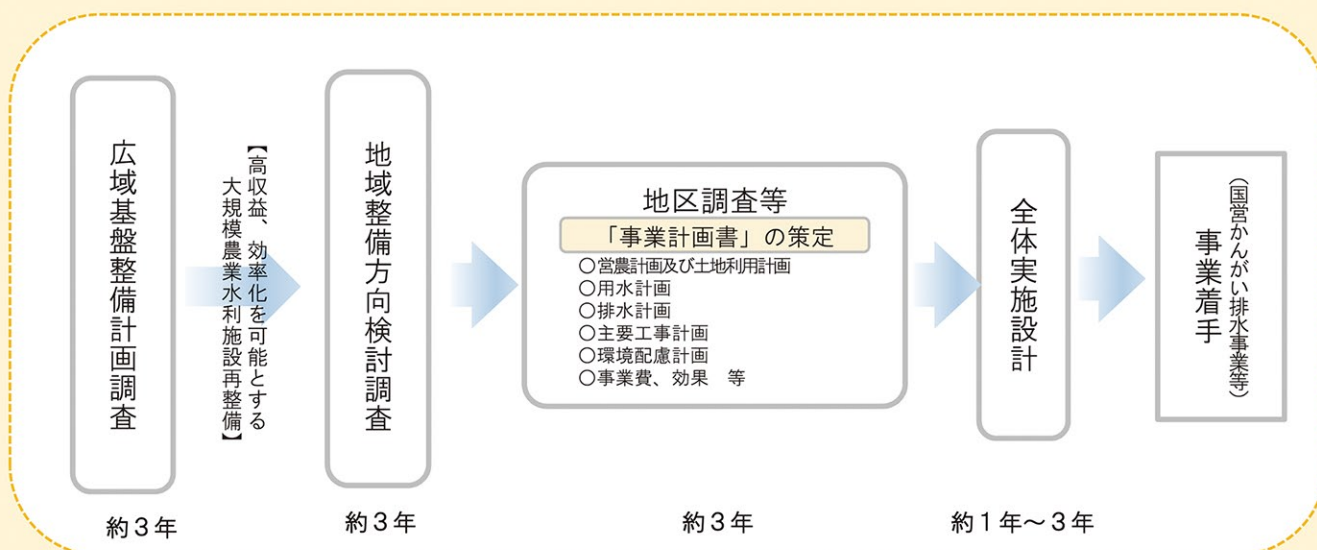 広域基盤整備計画調査
【高収益、効率化を可能とする
大規模農業水利施設再整備】
地域整備方向検討調査
地区調査等
「事業計画書」の策定
○営農計画及び土地利用計画
○用水計画
○排水計画
○主要工事計画
○環境配慮計画
○事業費、効果　等
全体実施設計
（国営かんがい排水事業等）
事業着手
約３年
約３年
約３年
約１年～３年